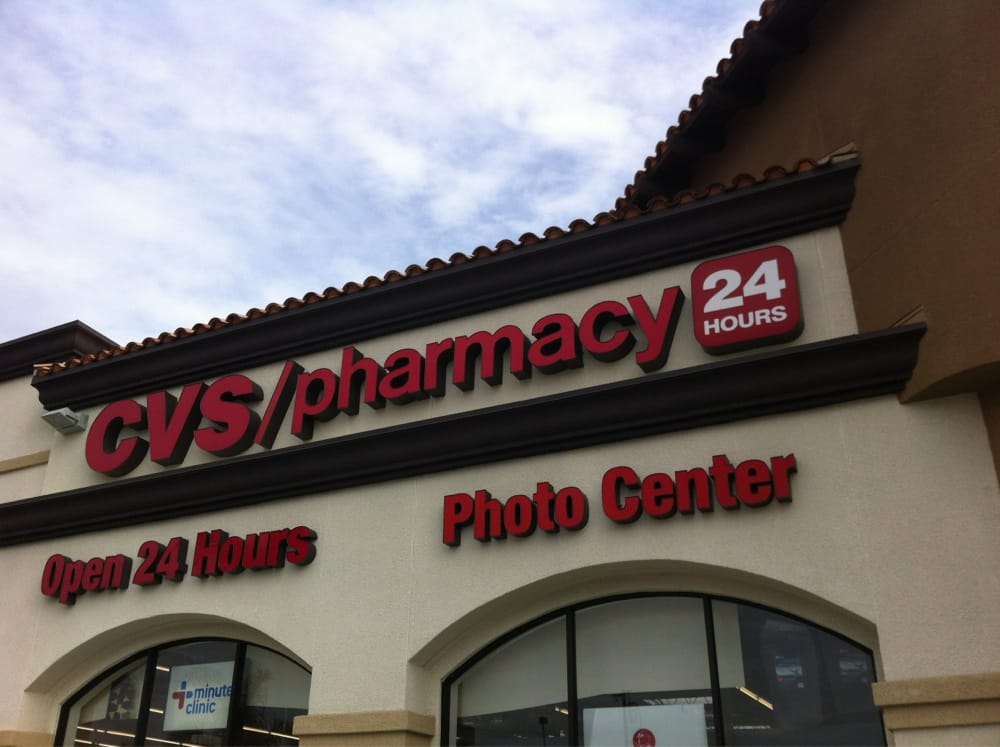 CVS/pharmacy
24
HOURS
Open 24 Hours
Photo Center
minute
clinic